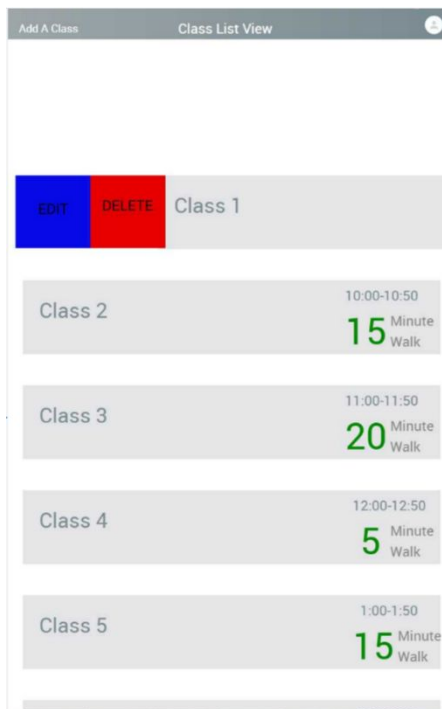 Add A Class Class List View
EDIT DELETE Class 1
10:00-10:50
Class 2
15 Minute
Walk
11:00-11:50
Class 3
20 Minute
Walk
12:00-12:50
Class 4
5 Minute
Walk
1:00-1:50
Class 5
15 Minute
Walk